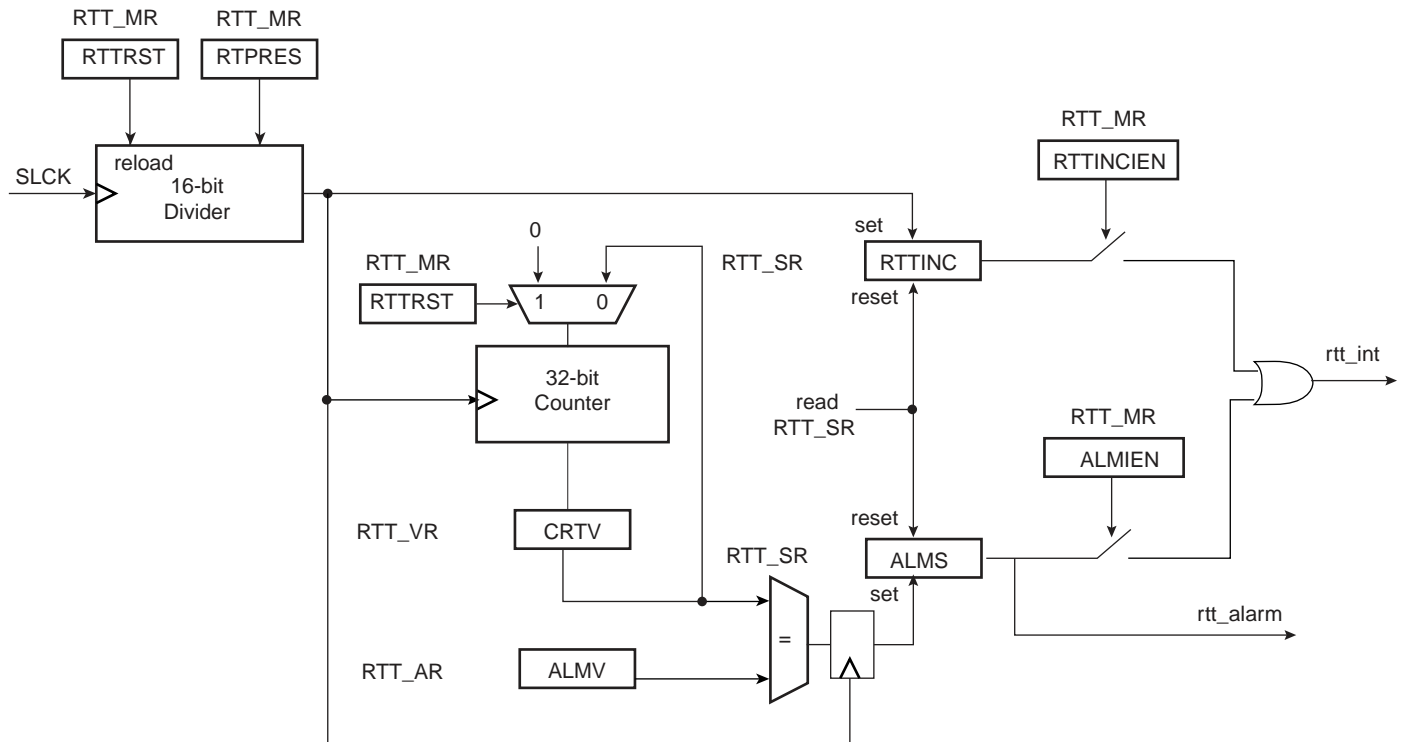 RTT_MR
RTT_MR
RTTRST
RTPRES
RTT_MR
RTTINCIEN
reload
16-bit
Divider
SLCK
0
set
RTT_MR
RTT_SR
RTTINC
RTTRST
1
0
reset
32-bit
Counter
rtt_int
read
RTT_SR
RTT_MR
ALMIEN
reset
RTT_VR
CRTV
RTT_SR
ALMS
set
rtt_alarm
=
RTT_AR
ALMV